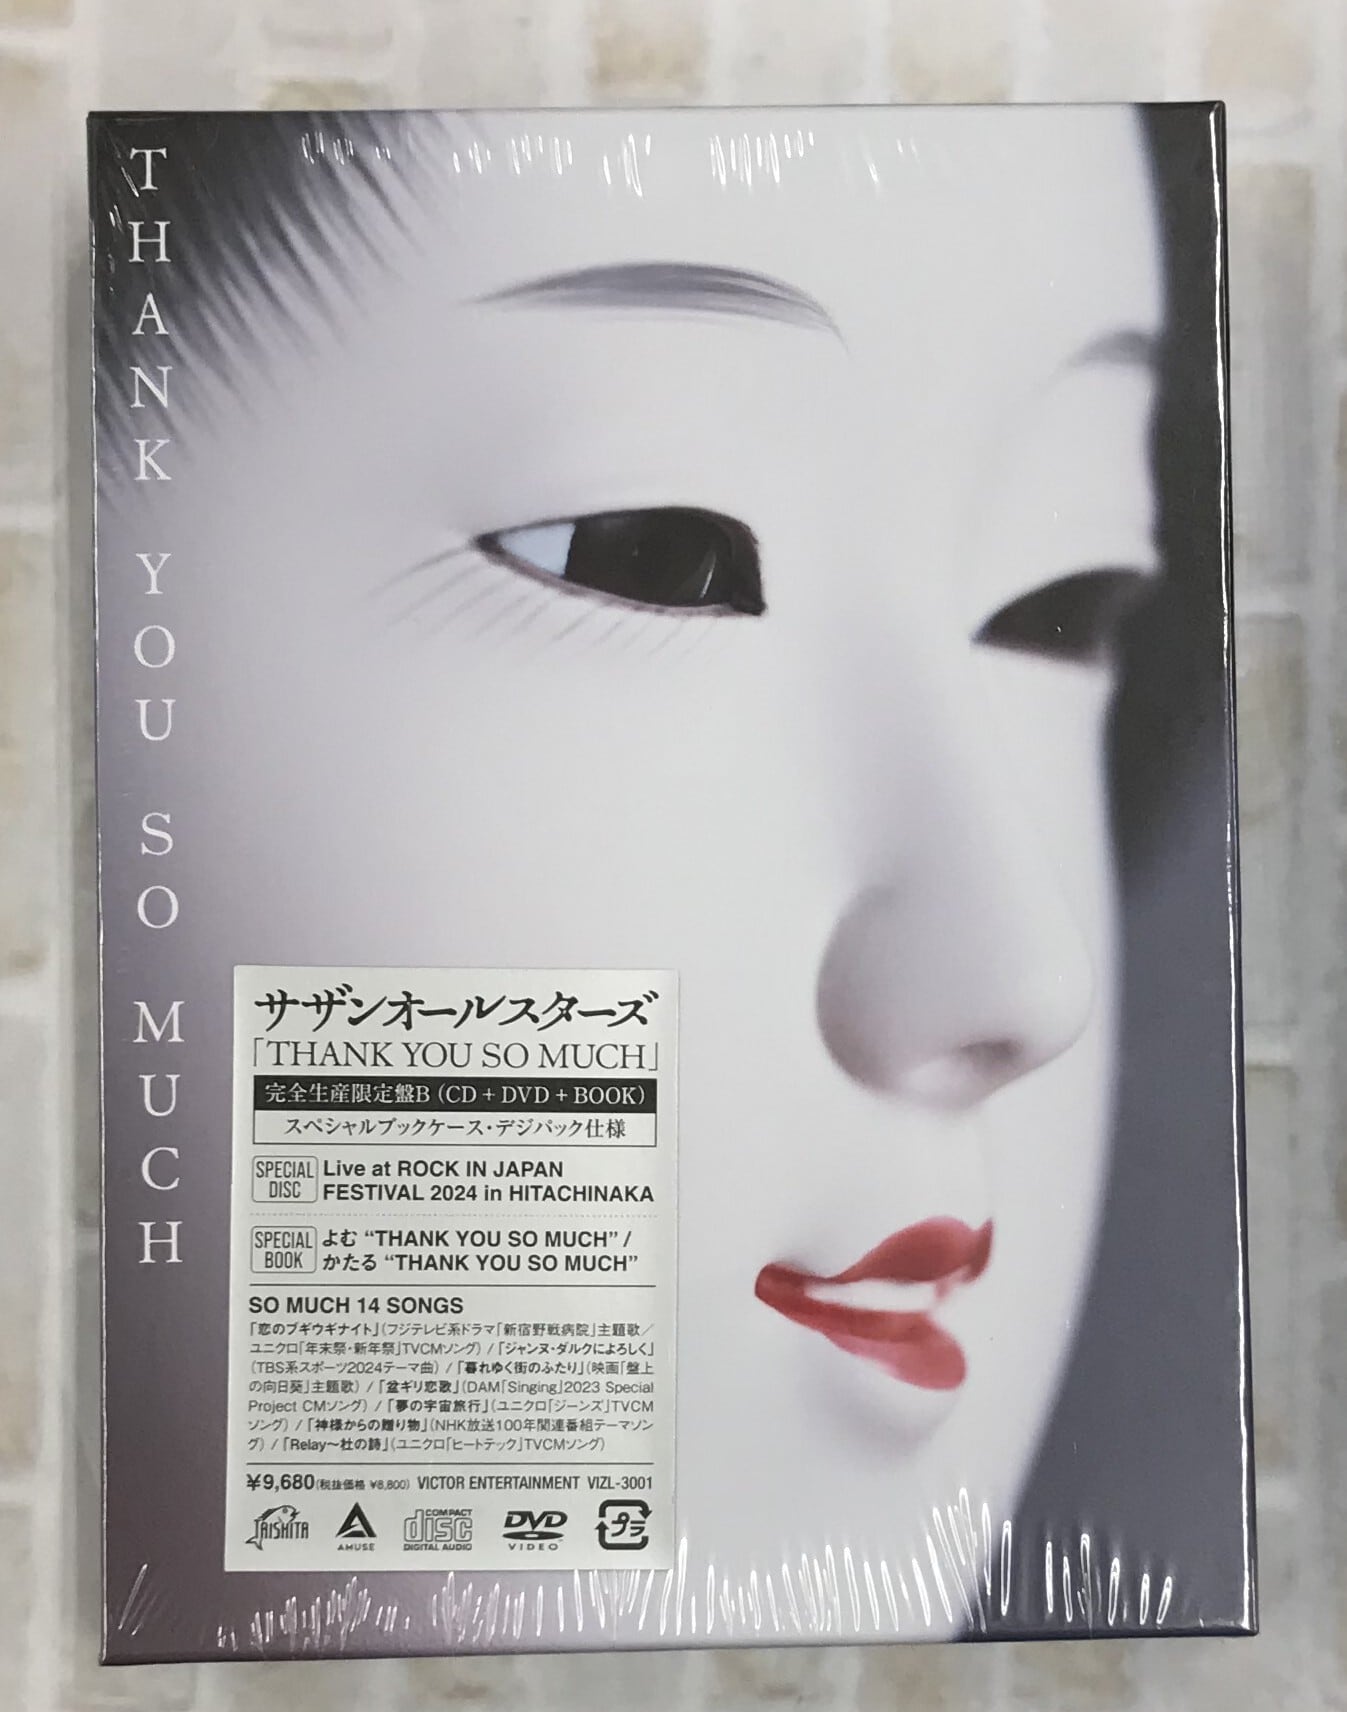 THANK YOU SO MUCH
サザンオールスターズ
「THANK YOU SO MUCH」
完全生産限定盤B（CD + DVD + BOOK）
スペシャルブックケース・デジパック仕様
SPECIAL DISC
Live at ROCK IN JAPAN
FESTIVAL 2024 in HITACHINAKA
SPECIAL BOOK
よむ “THANK YOU SO MUCH” /
かたる “THANK YOU SO MUCH”
SO MUCH 14 SONGS
「恋のブギウギナイト」（フジテレビ系ドラマ「新宿野戦病院」主題歌／
ユニクロ「年末祭・新年祭」TVCMソング）/「ジャンヌ・ダルクによろしく」
（TBS系スポーツ2024テーマ曲）/「暮れゆく街のふたり」（映画「盤上
の向日葵」主題歌）/「盆ギリ恋歌」（DAM「Singing」2023 Special
Project CMソング）/「夢の宇宙旅行」（ユニクロ「ジーンズ」TVCM
ソング）/「神様からの贈り物」（NHK放送100年関連番組テーマソン
グ）/「Relay〜杜の詩」（ユニクロ「ヒートテック」TVCMソング）
¥9,680（税抜価格 ¥8,800） VICTOR ENTERTAINMENT VIZL-3001
TAISHITA
AMUSE
COMPACT
disc
DIGITAL AUDIO
DVD
VIDEO
プラ